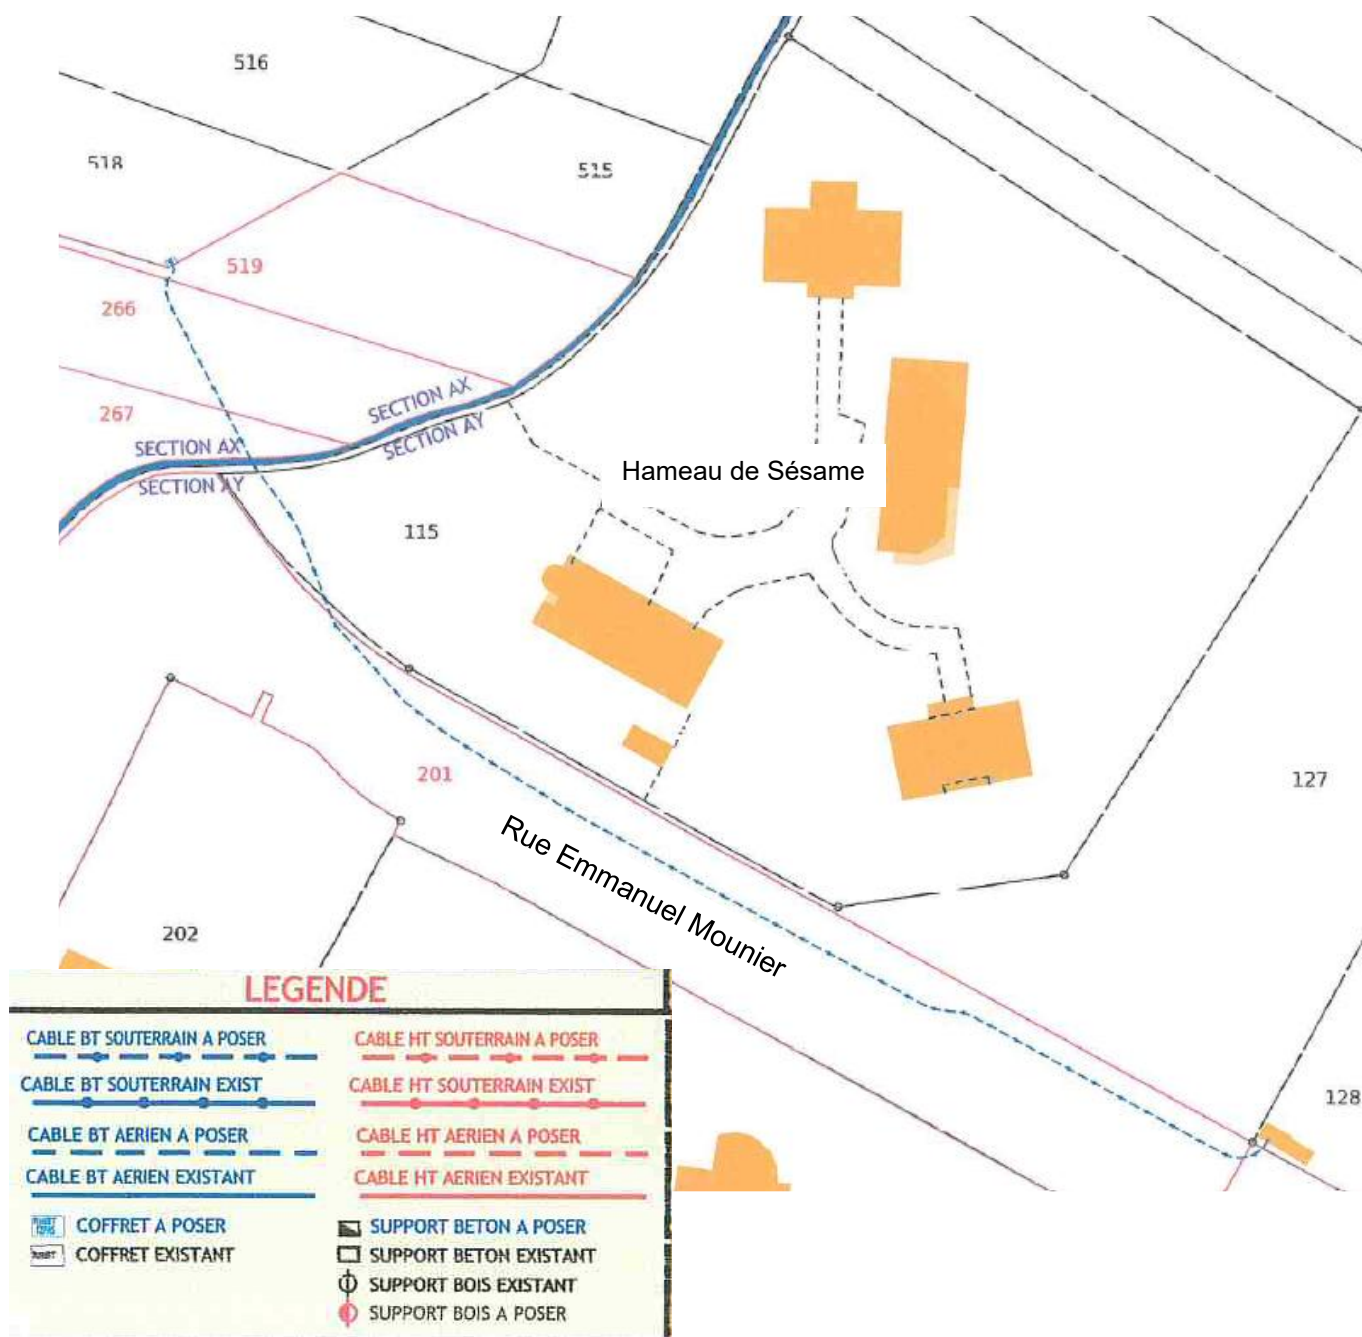 516
518
515
519
266
267
SECTION AX
SECTION AX
SECTION AY
SECTION AY
Hameau de Sésame
115
201
127
Rue Emmanuel Mounier
202
128
LEGENDE
CABLE BT SOUTERRAIN A POSER
CABLE HT SOUTERRAIN A POSER
CABLE BT SOUTERRAIN EXIST
CABLE HT SOUTERRAIN EXIST
CABLE BT AERIEN A POSER
CABLE HT AERIEN A POSER
CABLE BT AERIEN EXISTANT
CABLE HT AERIEN EXISTANT
COFFRET A POSER
SUPPORT BETON A POSER
COFFRET EXISTANT
SUPPORT BETON EXISTANT
SUPPORT BOIS EXISTANT
SUPPORT BOIS A POSER